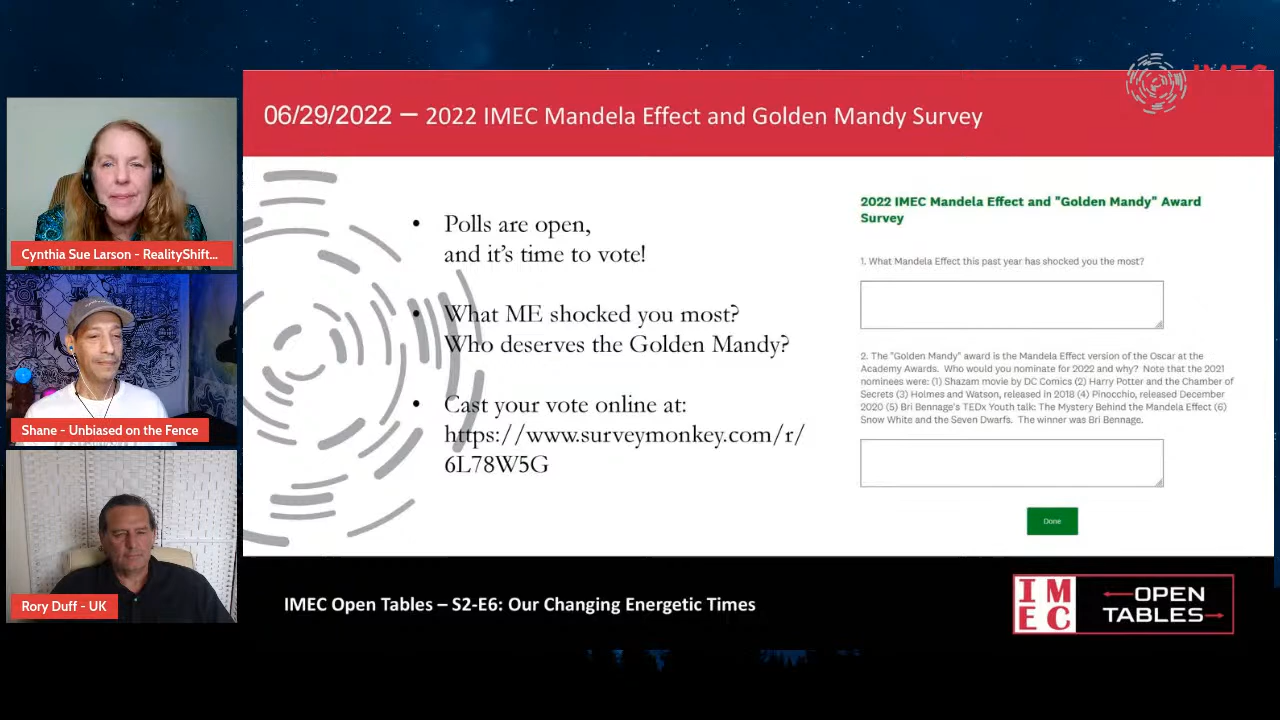 IMEC
06/29/2022 – 2022 IMEC Mandela Effect and Golden Mandy Survey
Cynthia Sue Larson - RealityShift...
Shane - Unbiased on the Fence
Rory Duff - UK
• Polls are open,
and it's time to vote!
• What ME shocked you most?
Who deserves the Golden Mandy?
• Cast your vote online at:
https://www.surveymonkey.com/r/
6L78W5G
2022 IMEC Mandela Effect and "Golden Mandy" Award
Survey
1. What Mandela Effect this past year has shocked you the most?
2. The "Golden Mandy" award is the Mandela Effect version of the Oscar at the
Academy Awards. Who would you nominate for 2022 and why? Note that the 2021
nominees were: (1) Shazam movie by DC Comics (2) Harry Potter and the Chamber of
Secrets (3) Holmes and Watson, released in 2018 (4) Pinocchio, released December
2020 (5) Bri Bennage's TEDx Youth talk: The Mystery Behind the Mandela Effect (6)
Snow White and the Seven Dwarfs. The winner was Bri Bennage.
Done
IMEC Open Tables – S2-E6: Our Changing Energetic Times
IM
EC
OPEN
TABLES